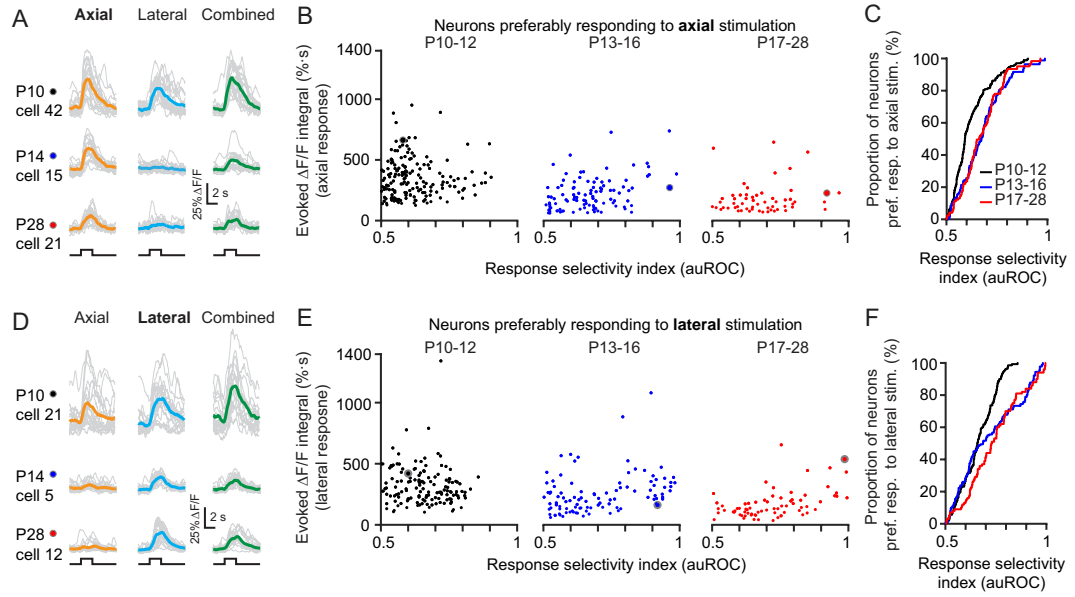 A
Axial Lateral Combined
P10
cell 42
P14
cell 15
P28
cell 21
25% ΔF/F
2 s
B
Neurons preferably responding to axial stimulation
P10-12 P13-16 P17-28
Evoked ΔF/F integral (%·s)
(axial response)
1400
1000
500
0
0.5 1 0.5 1 0.5 1
Response selectivity index (auROC)
C
Proportion of neurons
pref. resp. to axial stim. (%)
100
80
60
40
20
0
P10-12
P13-16
P17-28
0.5 1
Response selectivity
index (auROC)
D
Axial Lateral Combined
P10
cell 21
P14
cell 5
P28
cell 12
25% ΔF/F
2 s
E
Neurons preferably responding to lateral stimulation
P10-12 P13-16 P17-28
Evoked ΔF/F integral (%·s)
(lateral resposne)
1400
1000
500
0
0.5 1 0.5 1 0.5 1
Response selectivity index (auROC)
F
Proportion of neurons
pref. resp. to lateral stim. (%)
100
80
60
40
20
0
0.5 1
Response selectivity
index (auROC)